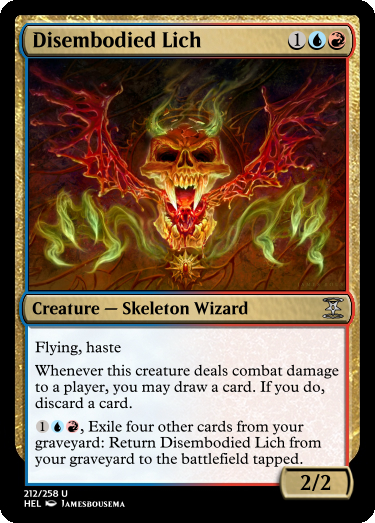 Disembodied Lich 1
Creature — Skeleton Wizard
Flying, haste
Whenever this creature deals combat damage
to a player, you may draw a card. If you do,
discard a card.
1, Exile four other cards from your
graveyard: Return Disembodied Lich from
your graveyard to the battlefield tapped.
2/2
212/258 U
HEL JAMESBOUSEMA